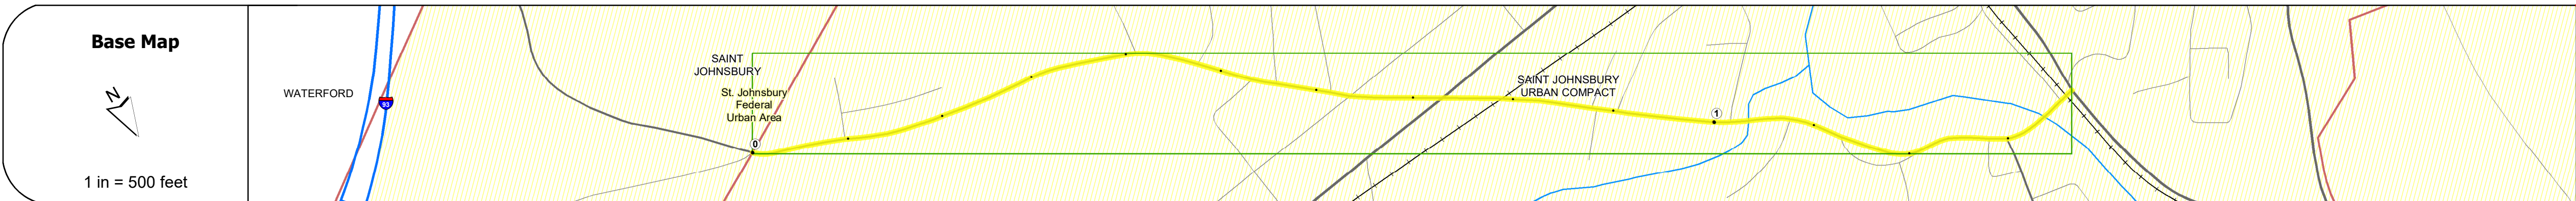 Base Map
N
1 in = 500 feet
WATERFORD
93
SAINT
JOHNSBURY
St. Johnsbury
Federal
Urban Area
0
SAINT JOHNSBURY
URBAN COMPACT
1